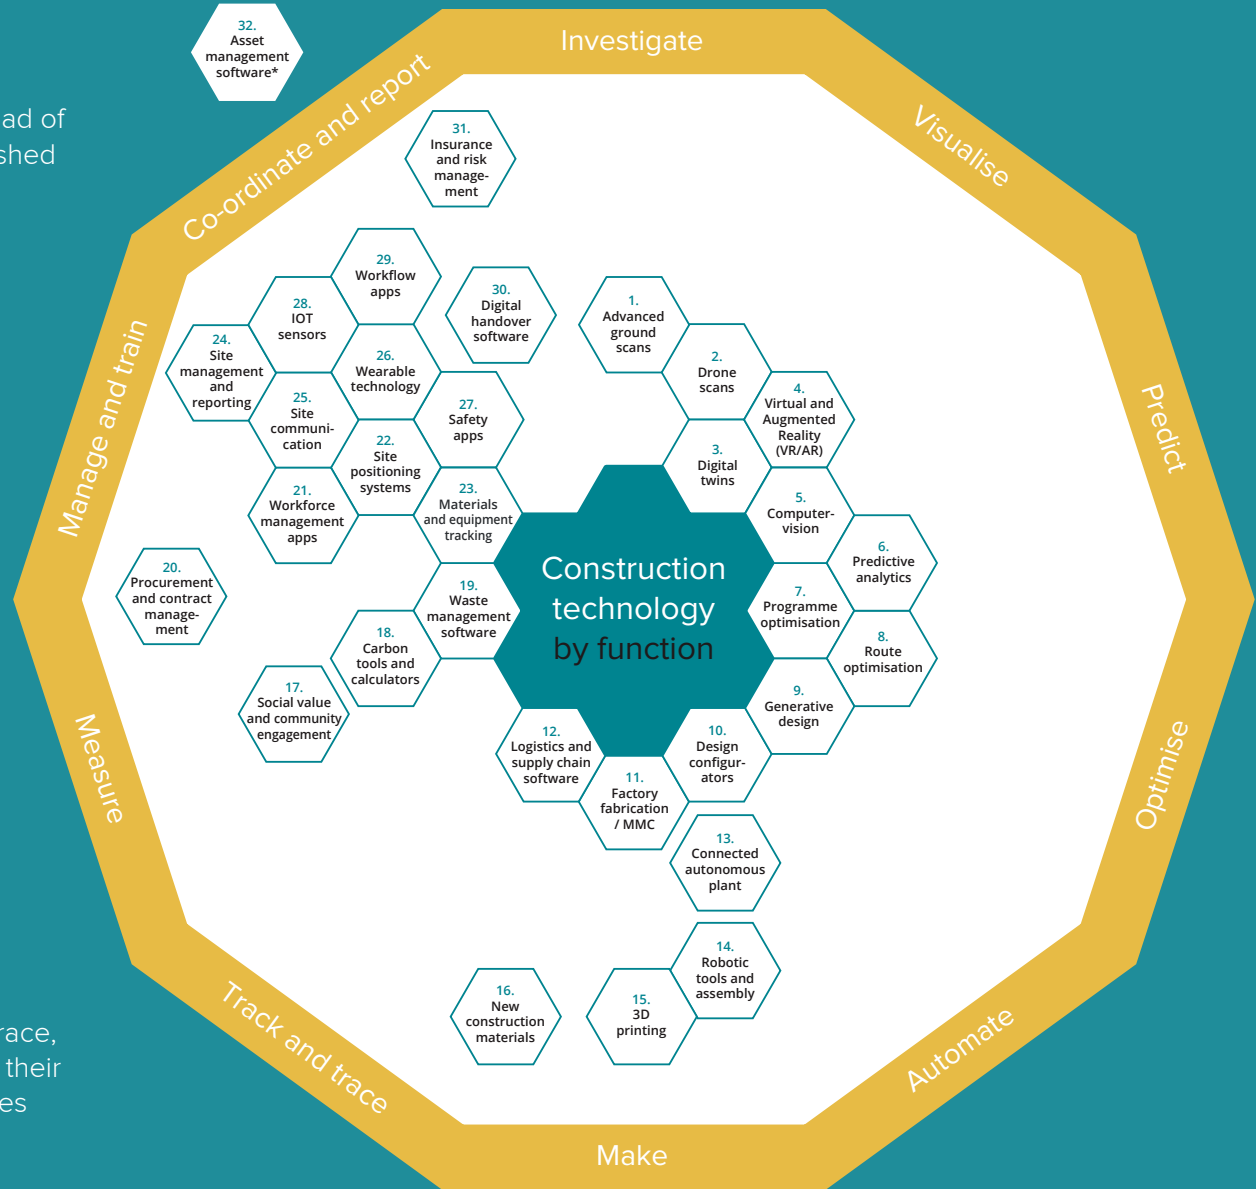 32.
Asset
management
software*
ad of
shed
Investigate
Visualise
Predict
Optimise
Automate
Make
Track and trace
Measure
Manage and train
Co-ordinate and report
31.
Insurance
and risk
manage-
ment
29.
Workflow
apps
30.
Digital
handover
software
28.
IOT
sensors
24.
Site
management
and
reporting
26.
Wearable
technology
25.
Site
communi-
cation
27.
Safety
apps
22.
Site
positioning
systems
21.
Workforce
management
apps
23.
Materials
and equipment
tracking
20.
Procurement
and contract
manage-
ment
19.
Waste
management
software
18.
Carbon
tools and
calculators
17.
Social value
and community
engagement
1.
Advanced
ground
scans
2.
Drone
scans
4.
Virtual and
Augmented
Reality
(VR/AR)
3.
Digital
twins
5.
Computer-
vision
6.
Predictive
analytics
7.
Programme
optimisation
8.
Route
optimisation
9.
Generative
design
Construction
technology
by function
10.
Design
configur-
ators
12.
Logistics and
supply chain
software
11.
Factory
fabrication
/ MMC
13.
Connected
autonomous
plant
14.
Robotic
tools and
assembly
15.
3D
printing
16.
New
construction
materials
race,
their
es